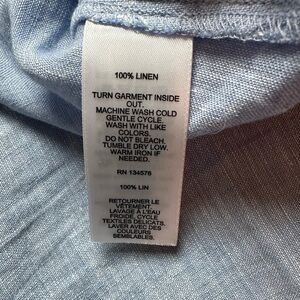 100% LINEN
TURN GARMENT INSIDE
OUT.
MACHINE WASH COLD
GENTLE CYCLE.
WASH WITH LIKE
COLORS.
DO NOT BLEACH.
TUMBLE DRY LOW.
WARM IRON IF
NEEDED.
RN 134576
100% LIN
RETOURNER LE
VÊTEMENT.
LAVAGE À L'EAU
FROIDE, CYCLE
TEXTILES DÉLICATS.
LAVER AVEC DES
COULEURS
SEMBLABLES.